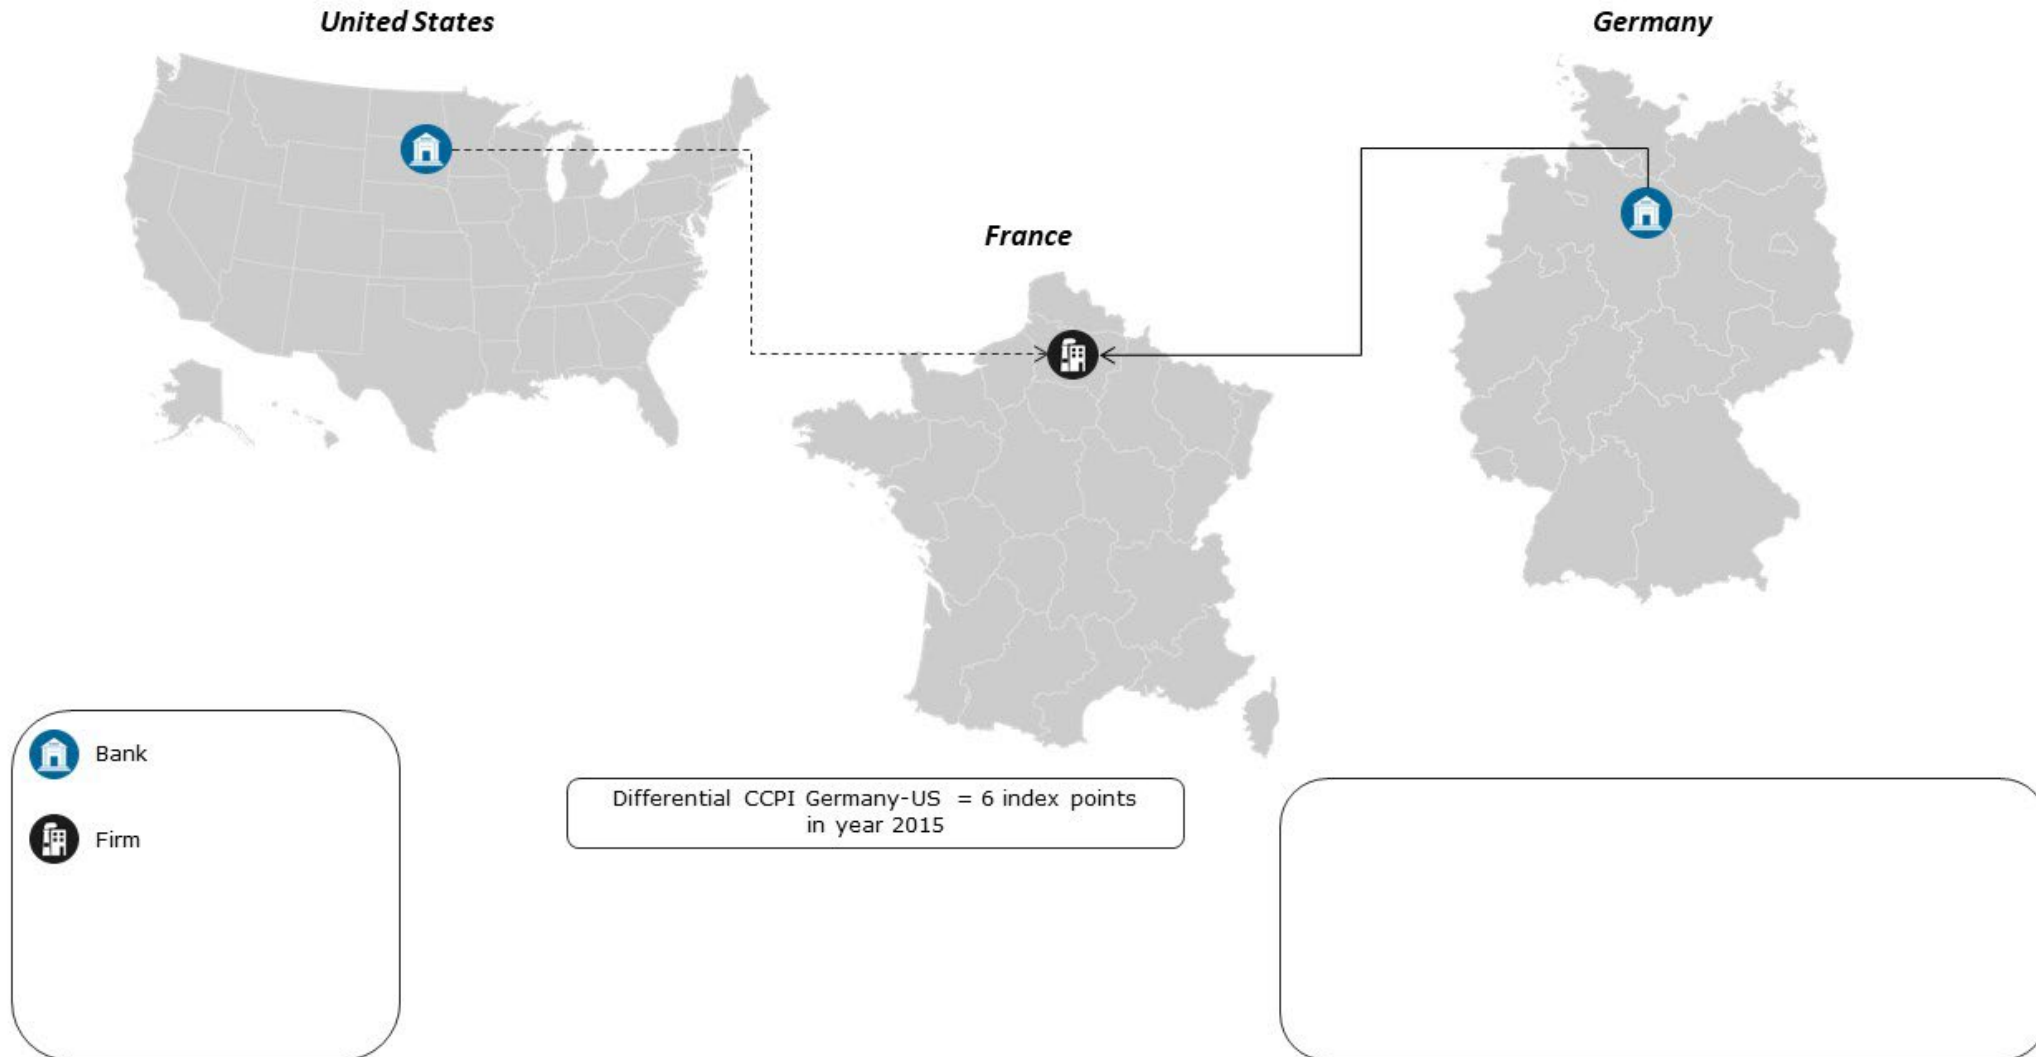 United States
Germany
France
Bank
Firm
Differential CCPI Germany-US = 6 index points
in year 2015